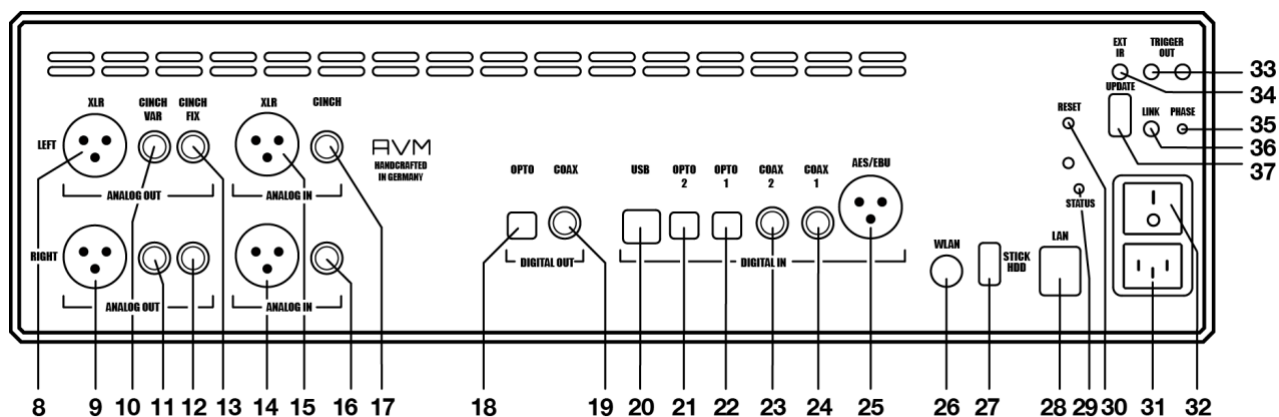 EXT
IR
TRIGGER
OUT
33
34
UPDATE
XLR
CINCH
VAR
CINCH
FIX
XLR
CINCH
RESET
LINK
PHASE
35
36
37
LEFT
AVM
HANDCRAFTED
IN GERMANY
ANALOG OUT
ANALOG IN
OPTO
COAX
USB
OPTO
2
OPTO
1
COAX
2
COAX
1
AES/EBU
STATUS
RIGHT
DIGITAL OUT
DIGITAL IN
WLAN
STICK
HDD
LAN
ANALOG OUT
ANALOG IN
8 9 10 11 12 13 14 15 16 17 18 19 20 21 22 23 24 25 26 27 28 29 30 31 32